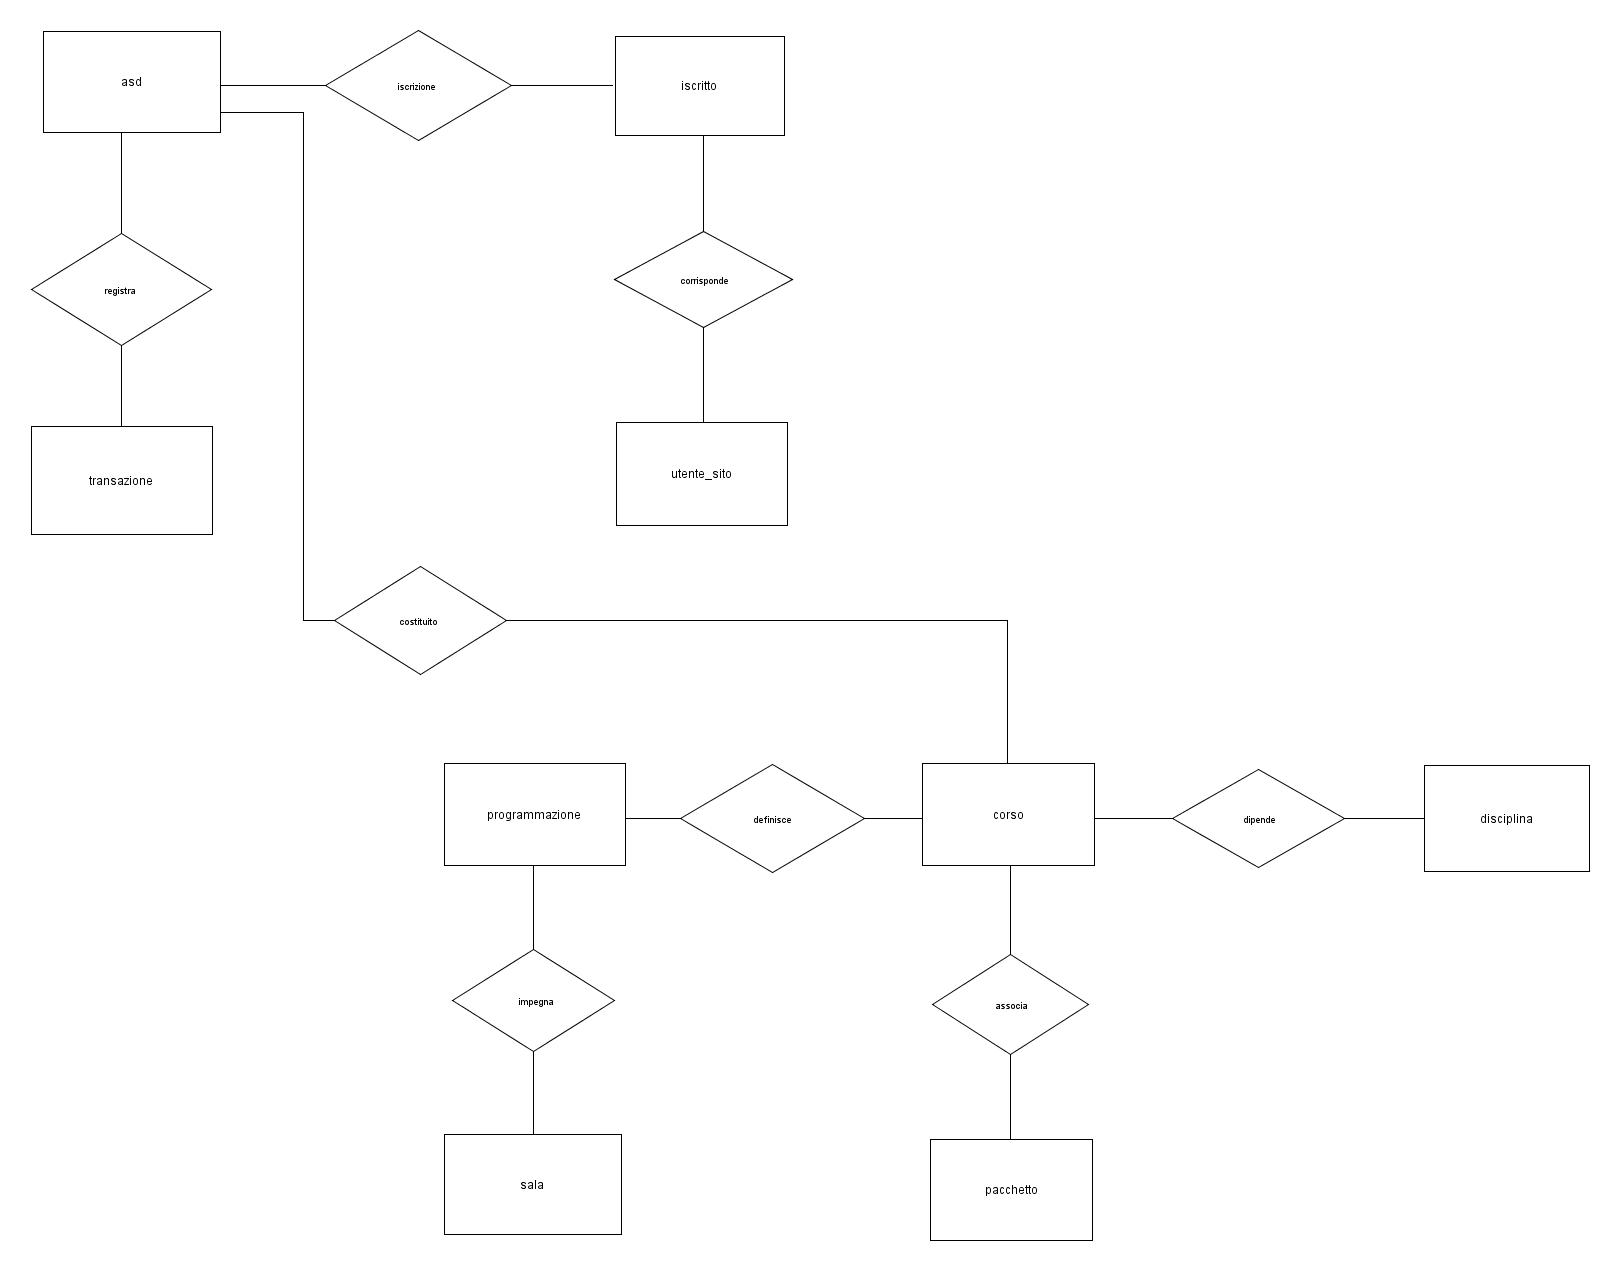 asd
iscrizione
iscritto
registra
corrisponde
transazione
utente_sito
costituito
programmazione
definisce
corso
dipende
disciplina
impegna
associa
sala
pacchetto